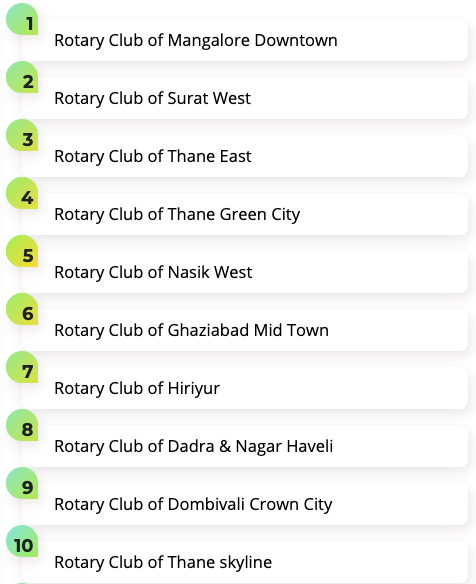 1
Rotary Club of Mangalore Downtown
2
Rotary Club of Surat West
3
Rotary Club of Thane East
4
Rotary Club of Thane Green City
5
Rotary Club of Nasik West
6
Rotary Club of Ghaziabad Mid Town
7
Rotary Club of Hiriyur
8
Rotary Club of Dadra & Nagar Haveli
9
Rotary Club of Dombivali Crown City
10
Rotary Club of Thane skyline